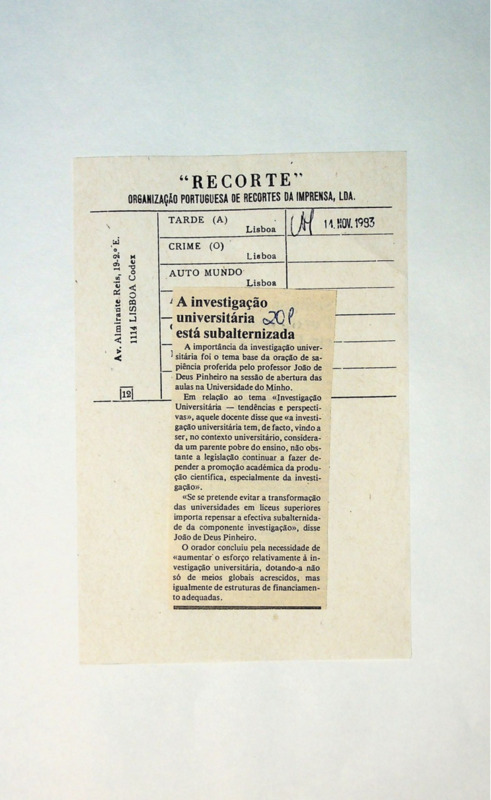 “RECORTE”
ORGANIZAÇÃO PORTUGUESA DE RECORTES DA IMPRENSA, LDA.
Av. Almirante Reis, 19-2.º E.
1114 LISBOA Codex
12
TARDE (A)
Lisboa
14. NOV. 1983
CRIME (O)
Lisboa
AUTO MUNDO
Lisboa
A investigação
universitária 20P
está subalternizada
A importância da investigação univer-
sitária foi o tema base da oração de sa-
piência proferida pelo professor João de
Deus Pinheiro na sessão de abertura das
aulas na Universidade do Minho.
Em relação ao tema «Investigação
Universitária — tendências e perspecti-
vas», aquele docente disse que «a investi-
gação universitária tem, de facto, vindo a
ser, no contexto universitário, considera-
da um parente pobre do ensino, não obs-
tante a legislação continuar a fazer de-
pender a promoção académica da produ-
ção científica, especialmente da investi-
gação».
«Se se pretende evitar a transformação
das universidades em liceus superiores
importa repensar a efectiva subalternida-
de da componente investigação», disse
João de Deus Pinheiro.
O orador concluiu pela necessidade de
«aumentar o esforço relativamente à in-
vestigação universitária, dotando-a não
só de meios globais acrescidos, mas
igualmente de estruturas de financiamen-
to adequadas.